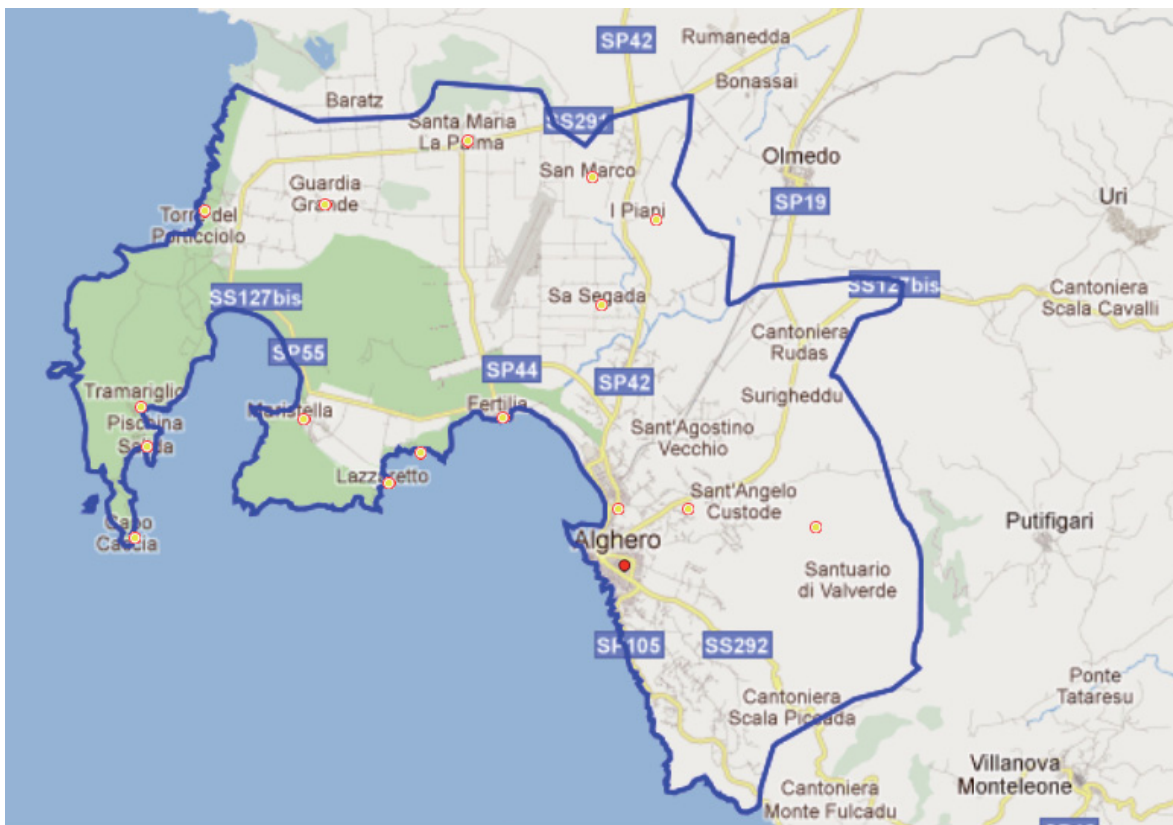 SP42
Rumanedda
Bonassai
Baratz
Santa Maria
La Palma
SS291
Olmedo
San Marco
Guardia
Grande
SP19
Uri
Torre del
Porticciolo
I Piani
SS127bis
Sa Segada
SS127bis
Cantoniera
Scala Cavalli
Cantoniera
Rudas
SP55
SP44
SP42
Tramariglio
Surigheddu
Pischina
Salida
Maristella
Fertilia
Sant'Agostino
Vecchio
Lazzaretto
Sant'Angelo
Custode
Capo
Caccia
Alghero
Putifigari
Santuario
di Valverde
SP105
SS292
Ponte
Tataresu
Cantoniera
Scala Piccada
Villanova
Monteleone
Cantoniera
Monte Fulcadu